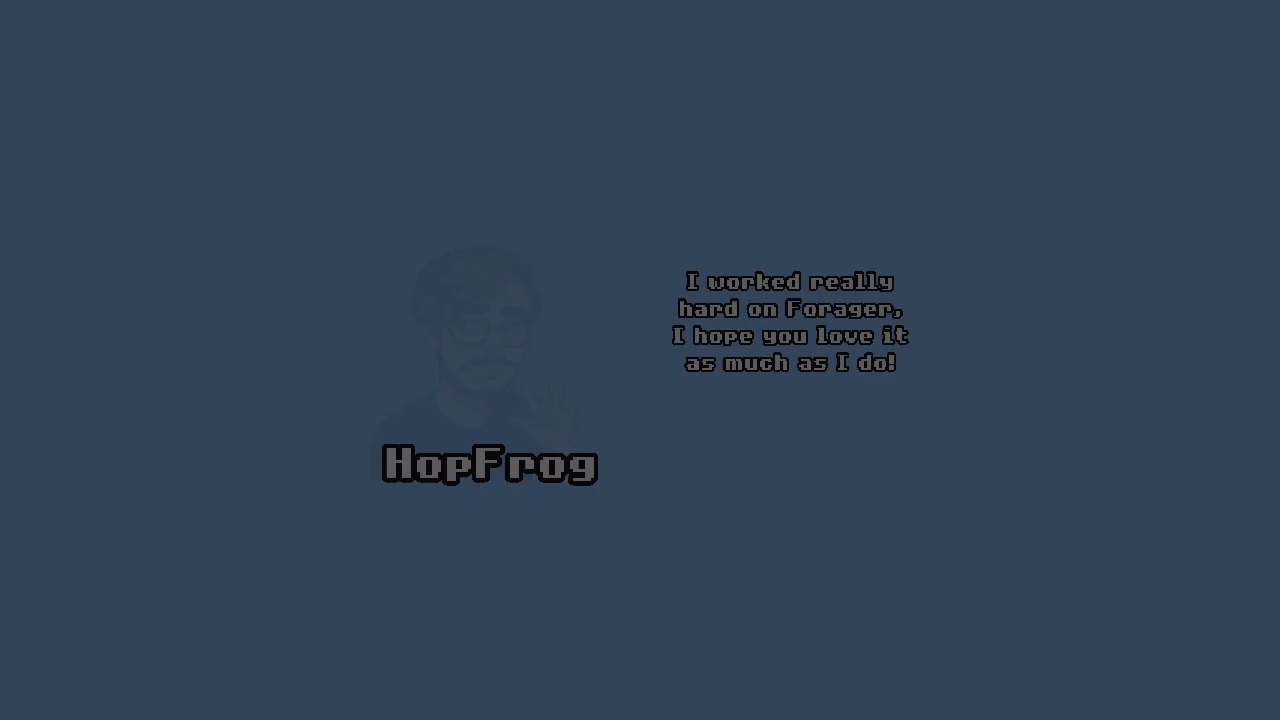 I worked really
hard on Forager,
I hope you love it
as much as I do!
HopFrog